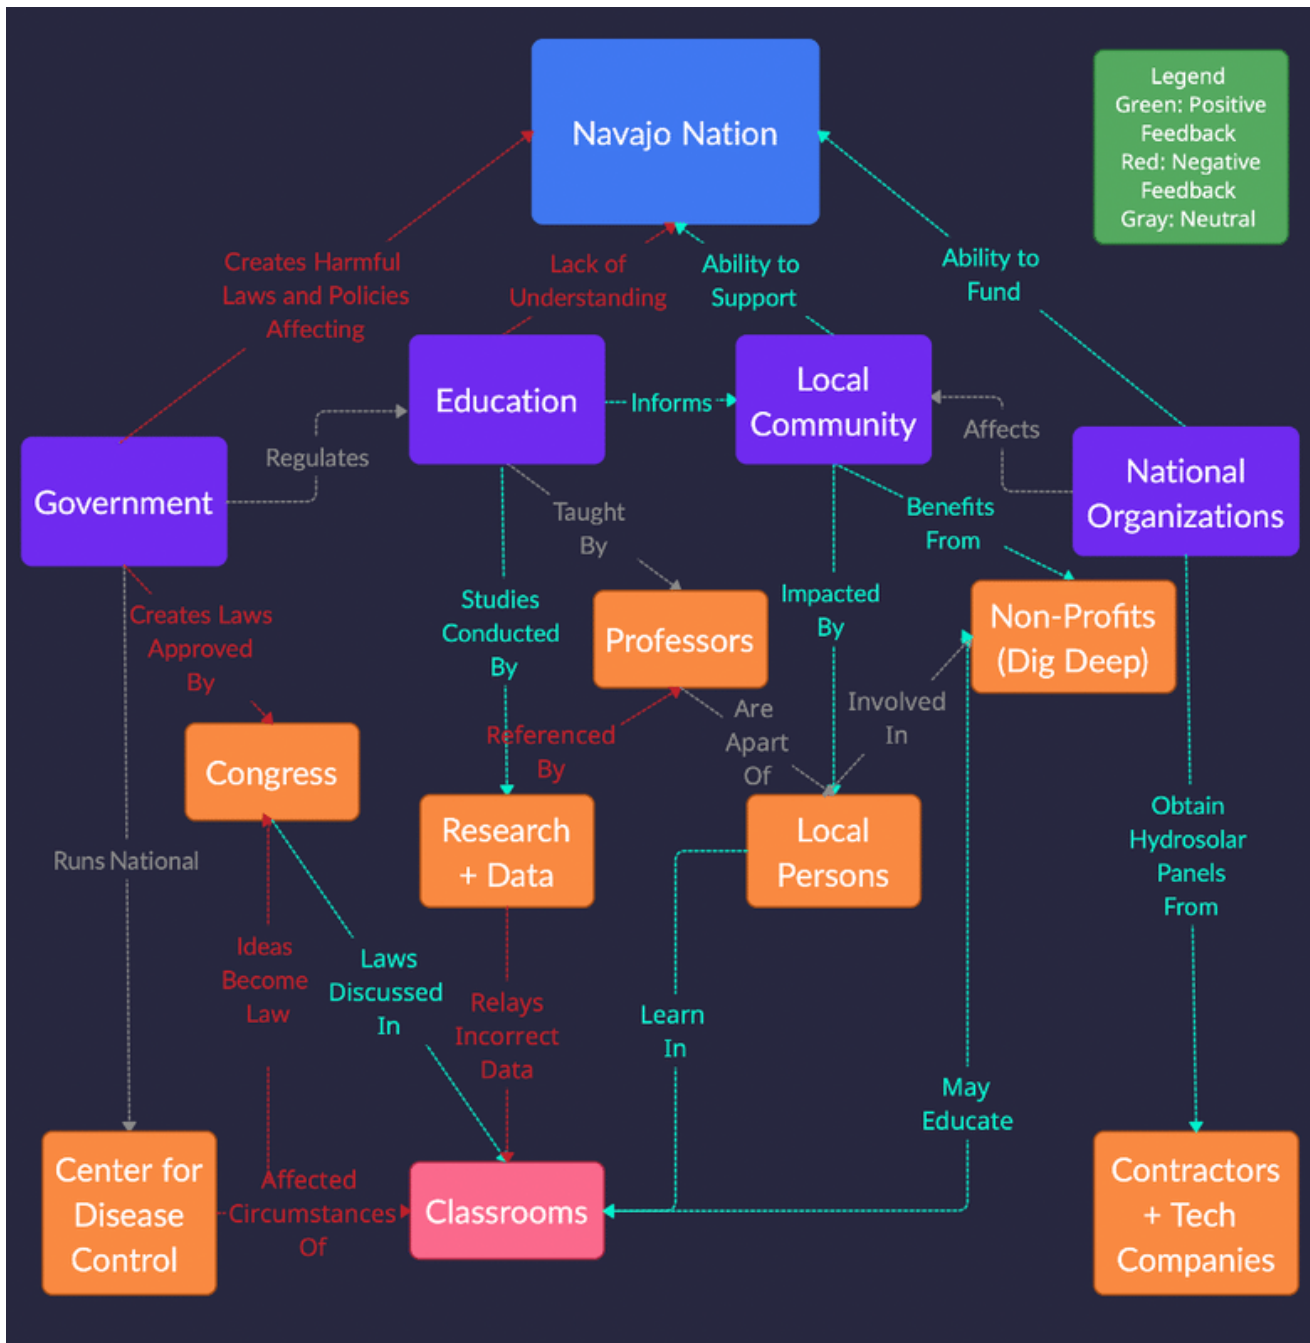 Navajo Nation
Legend
Green: Positive
Feedback
Red: Negative
Feedback
Gray: Neutral
Creates Harmful
Laws and Policies
Affecting
Lack of
Understanding
Ability to
Support
Ability to
Fund
Education
Informs
Local
Community
Affects
Regulates
Government
National
Organizations
Taught
By
Benefits
From
Creates Laws
Approved
By
Studies
Conducted
By
Professors
Impacted
By
Non-Profits
(Dig Deep)
Referenced
By
Are
Apart
Of
Involved
In
Congress
Research
+ Data
Local
Persons
Obtain
Hydrosolar
Panels
From
Runs National
Ideas
Become
Law
Laws
Discussed
In
Relays
Incorrect
Data
Learn
In
May
Educate
Center for
Disease
Control
Affected
Circumstances
Of
Classrooms
Contractors
+ Tech
Companies